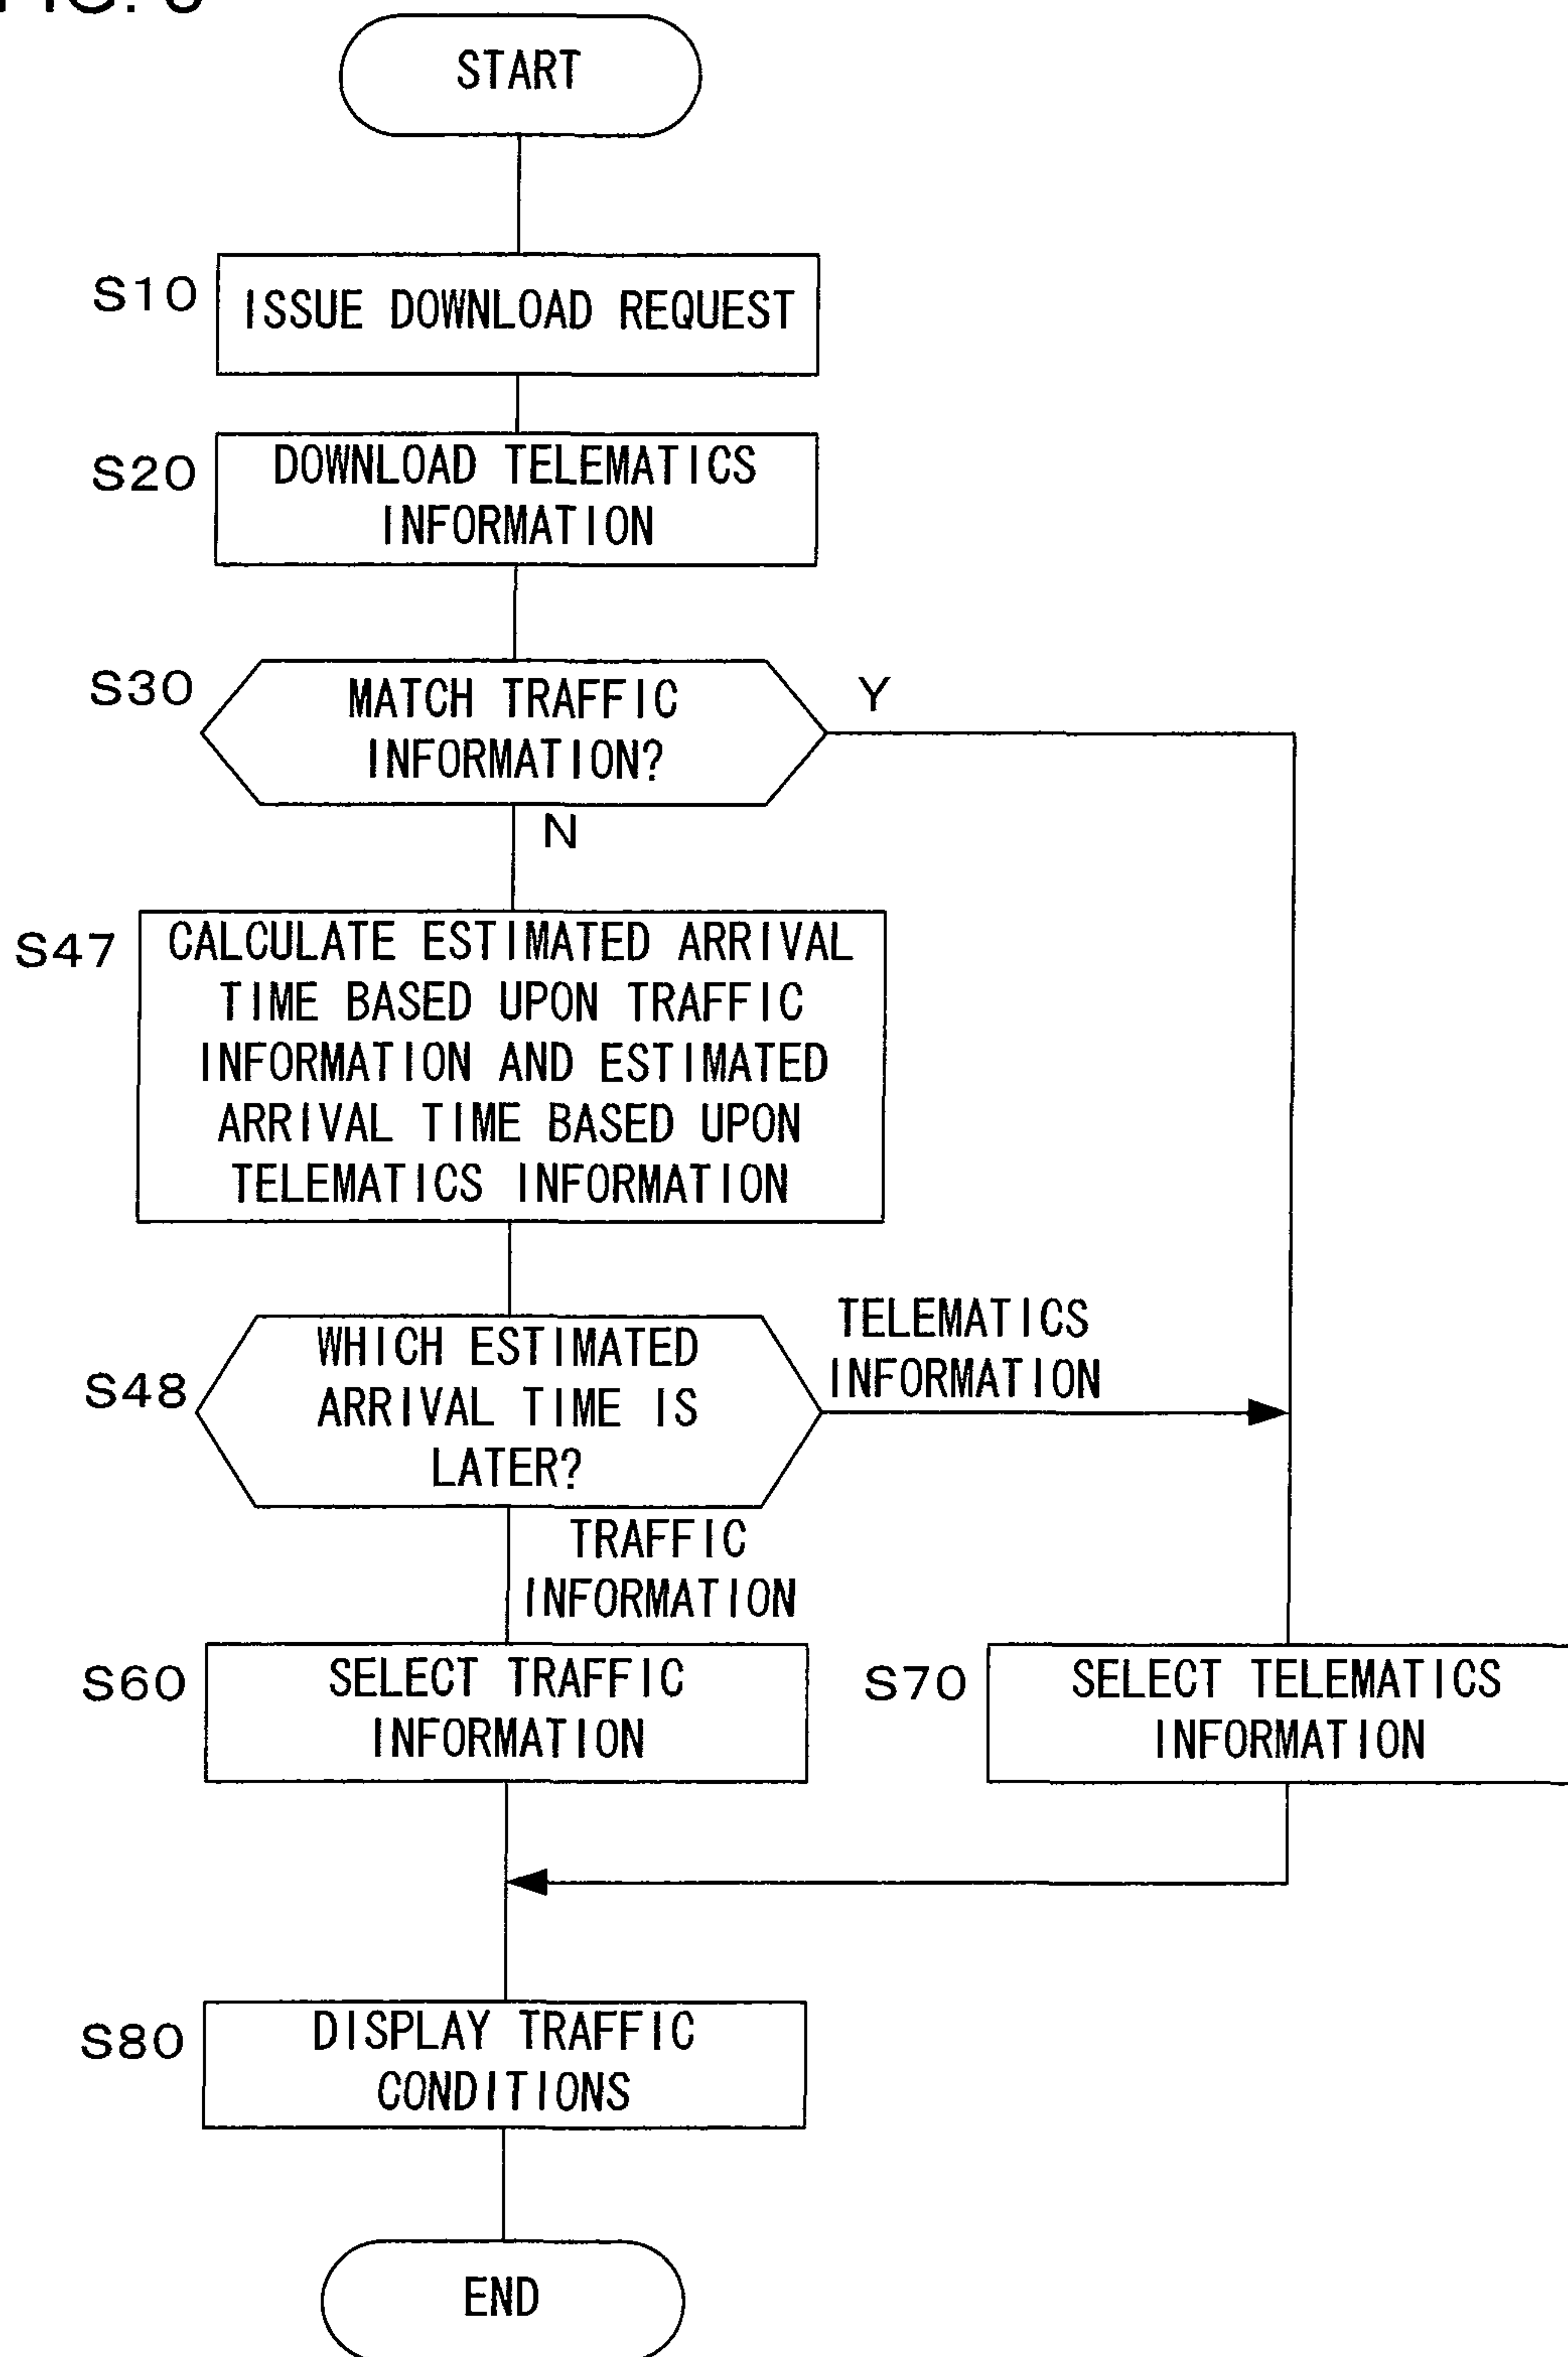 START
S10
ISSUE DOWNLOAD REQUEST
S20
DOWNLOAD TELEMATICS
INFORMATION
S30
MATCH TRAFFIC
INFORMATION?
Y
N
S47
CALCULATE ESTIMATED ARRIVAL
TIME BASED UPON TRAFFIC
INFORMATION AND ESTIMATED
ARRIVAL TIME BASED UPON
TELEMATICS INFORMATION
S48
WHICH ESTIMATED
ARRIVAL TIME IS
LATER?
TELEMATICS
INFORMATION
TRAFFIC
INFORMATION
S60
SELECT TRAFFIC
INFORMATION
S70
SELECT TELEMATICS
INFORMATION
S80
DISPLAY TRAFFIC
CONDITIONS
END